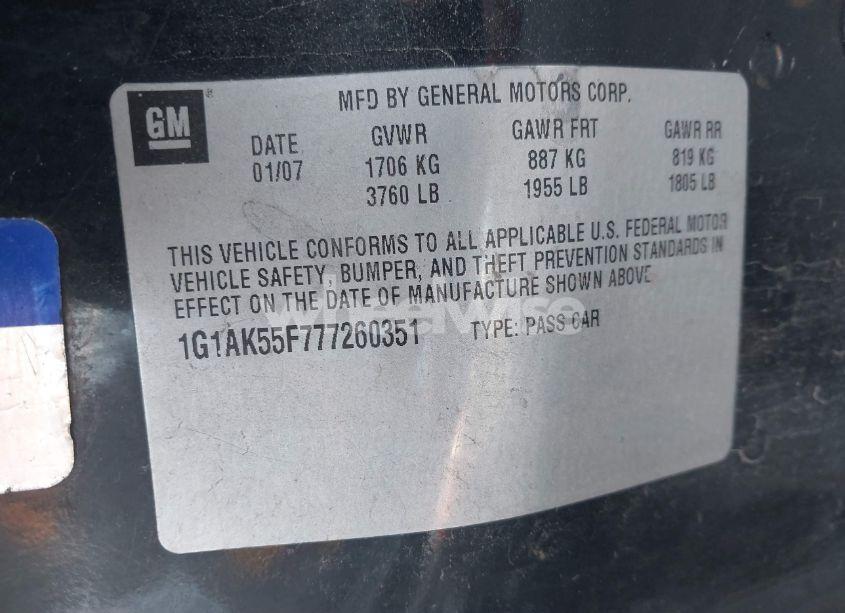 GM ®
MFD BY GENERAL MOTORS CORP.
DATE GVWR GAWR FRT GAWR RR
01/07 1706 KG 887 KG 819 KG
3760 LB 1955 LB 1805 LB
THIS VEHICLE CONFORMS TO ALL APPLICABLE U.S. FEDERAL MOTOR
VEHICLE SAFETY, BUMPER, AND THEFT PREVENTION STANDARDS IN
EFFECT ON THE DATE OF MANUFACTURE SHOWN ABOVE
wheelwise
1G1AK55F777260351 TYPE: PASS CAR